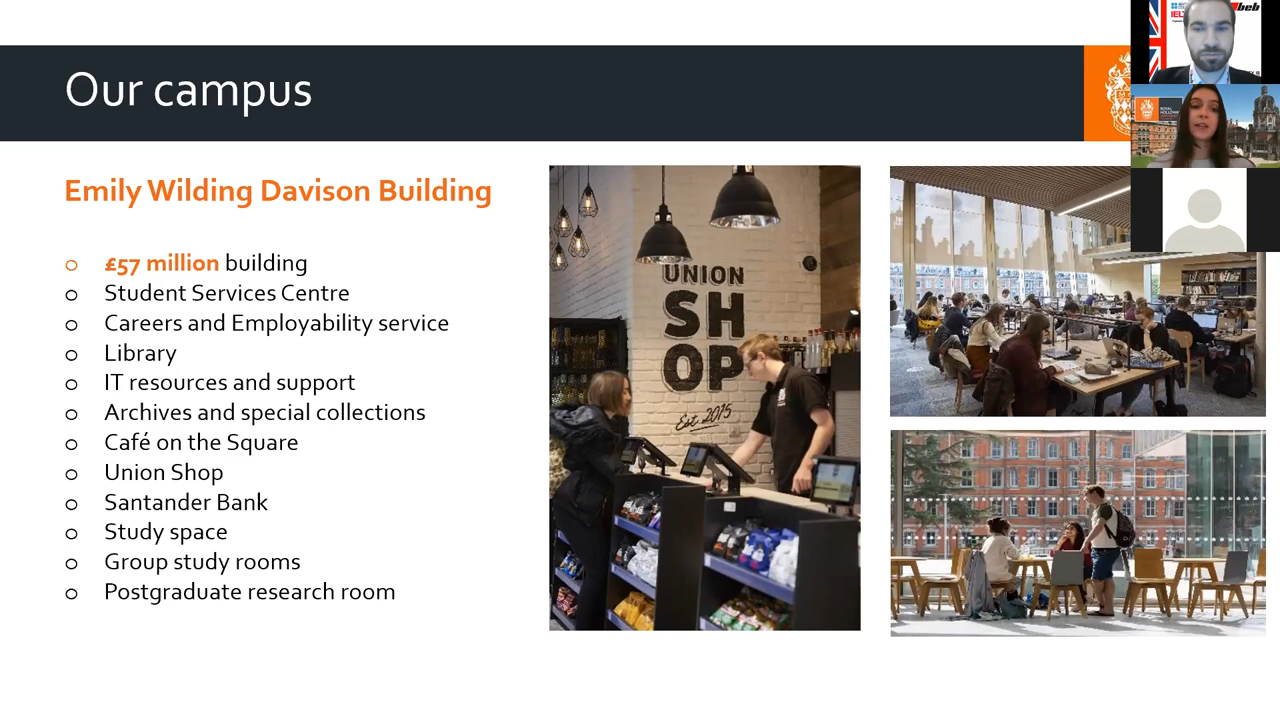 Our campus
Emily Wilding Davison Building
£57 million building
Student Services Centre
Careers and Employability service
Library
IT resources and support
Archives and special collections
Café on the Square
Union Shop
Santander Bank
Study space
Group study rooms
Postgraduate research room
UNION
SH
OP
Est 2015
beb
ROYAL